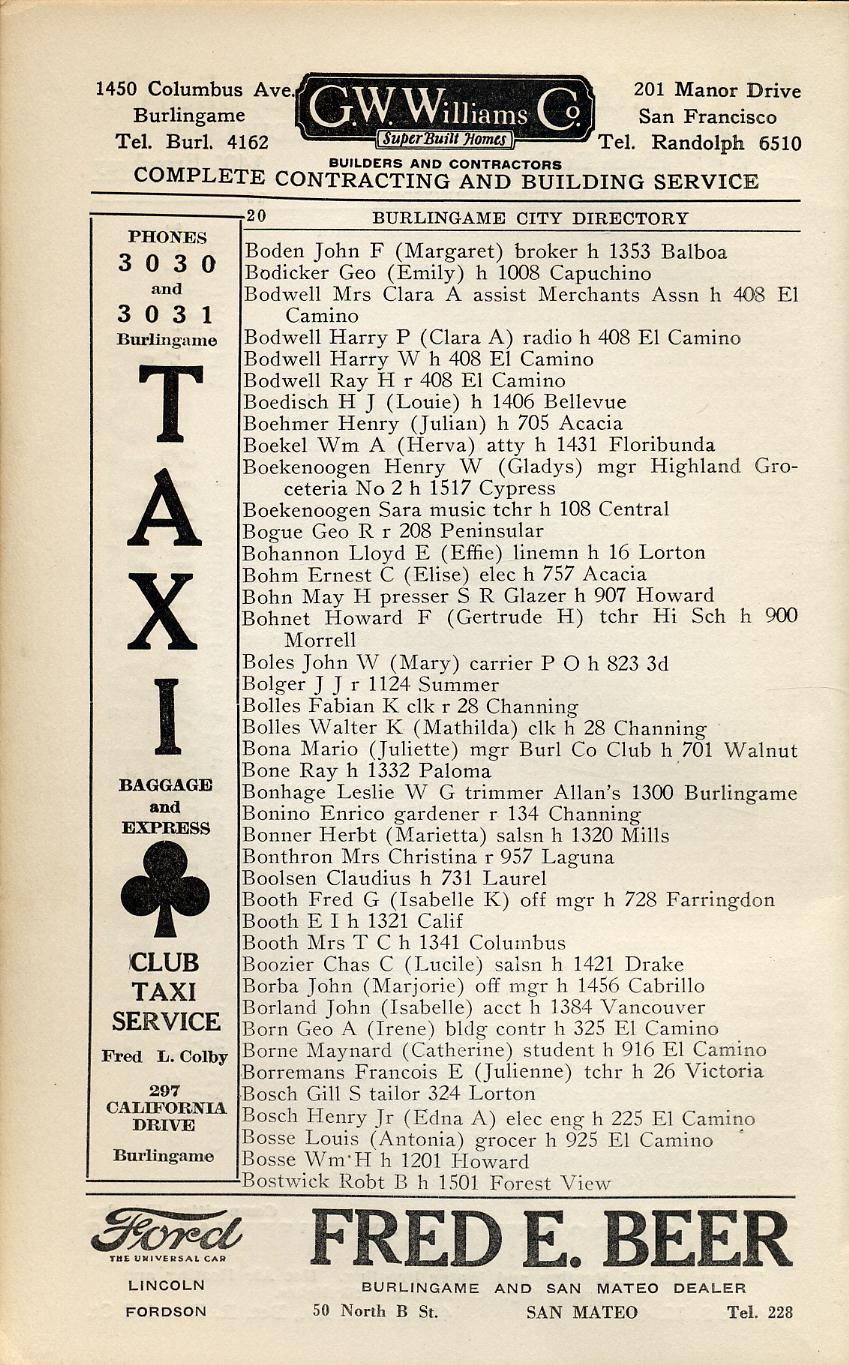 1450 Columbus Ave.
Burlingame
Tel. Burl. 4162
G.W. Williams Co.
Super Built Homes
BUILDERS AND CONTRACTORS
201 Manor Drive
San Francisco
Tel. Randolph 6510
COMPLETE CONTRACTING AND BUILDING SERVICE
PHONES
3030
and
3031
Burlingame
TAXI
BAGGAGE
and
EXPRESS
CLUB
TAXI
SERVICE
Fred L. Colby
297
CALIFORNIA
DRIVE
Burlingame
20 BURLINGAME CITY DIRECTORY
Boden John F (Margaret) broker h 1353 Balboa
Bodicker Geo (Emily) h 1008 Capuchino
Bodwell Mrs Clara A assist Merchants Assn h 408 El
Camino
Bodwell Harry P (Clara A) radio h 408 El Camino
Bodwell Harry W h 408 El Camino
Bodwell Ray H r 408 El Camino
Boedisch H J (Louie) h 1406 Bellevue
Boehmer Henry (Julian) h 705 Acacia
Boekel Wm A (Herva) atty h 1431 Floribunda
Boekenoogen Henry W (Gladys) mgr Highland Gro-
ceteria No 2 h 1517 Cypress
Boekenoogen Sara music tchr h 108 Central
Bogue Geo R r 208 Peninsular
Bohannon Lloyd E (Effie) linemn h 16 Lorton
Bohm Ernest C (Elise) elec h 757 Acacia
Bohn May H presser S R Glazer h 907 Howard
Bohnet Howard F (Gertrude H) tchr Hi Sch h 900
Morrell
Boles John W (Mary) carrier P O h 823 3d
Bolger J J r 1124 Summer
Bolles Fabian K clk r 28 Channing
Bolles Walter K (Mathilda) clk h 28 Channing
Bona Mario (Juliette) mgr Burl Co Club h 701 Walnut
Bone Ray h 1332 Paloma
Bonhage Leslie W G trimmer Allan's 1300 Burlingame
Bonino Enrico gardener r 134 Channing
Bonner Herbt (Marietta) salsn h 1320 Mills
Bonthron Mrs Christina r 957 Laguna
Boolsen Claudius h 731 Laurel
Booth Fred G (Isabelle K) off mgr h 728 Farringdon
Booth E I h 1321 Calif
Booth Mrs T C h 1341 Columbus
Boozier Chas C (Lucile) salsn h 1421 Drake
Borba John (Marjorie) off mgr h 1456 Cabrillo
Borland John (Isabelle) acct h 1384 Vancouver
Born Geo A (Irene) bldg contr h 325 El Camino
Borne Maynard (Catherine) student h 916 El Camino
Borremans Francois E (Julienne) tchr h 26 Victoria
Bosch Gill S tailor 324 Lorton
Bosch Henry Jr (Edna A) elec eng h 225 El Camino
Bosse Louis (Antonia) grocer h 925 El Camino
Bosse Wm H h 1201 Howard
Bostwick Robt B h 1501 Forest View
Ford
THE UNIVERSAL CAR
LINCOLN
FORDSON
FRED E. BEER
BURLINGAME AND SAN MATEO DEALER
50 North B St. SAN MATEO Tel. 228